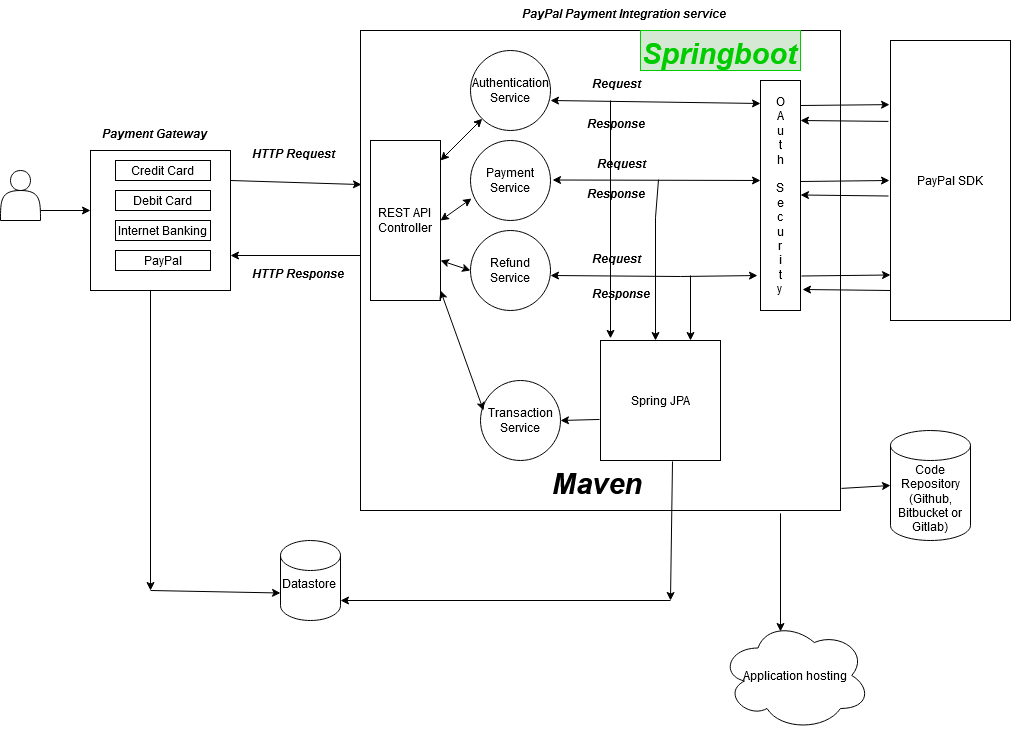 PayPal Payment Integration service
Springboot
Payment Gateway
Credit Card
Debit Card
Internet Banking
PayPal
HTTP Request
HTTP Response
REST API
Controller
Authentication
Service
Payment
Service
Refund
Service
Transaction
Service
Request
Response
Request
Response
Request
Response
OAuth Security
PayPal SDK
Spring JPA
Maven
Code
Repository
(Github,
Bitbucket or
Gitlab)
Datastore
Application hosting